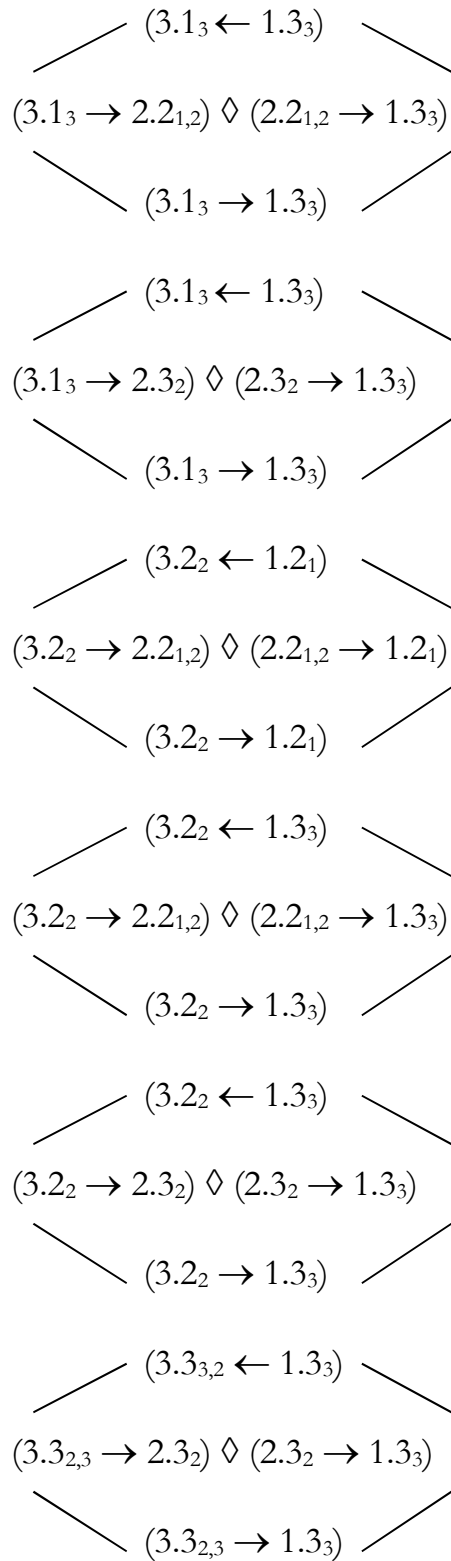 (3.1₃ ← 1.3₃)
(3.1₃ → 2.2₁,₂) ◊ (2.2₁,₂ → 1.3₃)
(3.1₃ → 1.3₃)
(3.1₃ ← 1.3₃)
(3.1₃ → 2.3₂) ◊ (2.3₂ → 1.3₃)
(3.1₃ → 1.3₃)
(3.2₂ ← 1.2₁)
(3.2₂ → 2.2₁,₂) ◊ (2.2₁,₂ → 1.2₁)
(3.2₂ → 1.2₁)
(3.2₂ ← 1.3₃)
(3.2₂ → 2.2₁,₂) ◊ (2.2₁,₂ → 1.3₃)
(3.2₂ → 1.3₃)
(3.2₂ ← 1.3₃)
(3.2₂ → 2.3₂) ◊ (2.3₂ → 1.3₃)
(3.2₂ → 1.3₃)
(3.3₃,₂ ← 1.3₃)
(3.3₂,₃ → 2.3₂) ◊ (2.3₂ → 1.3₃)
(3.3₂,₃ → 1.3₃)